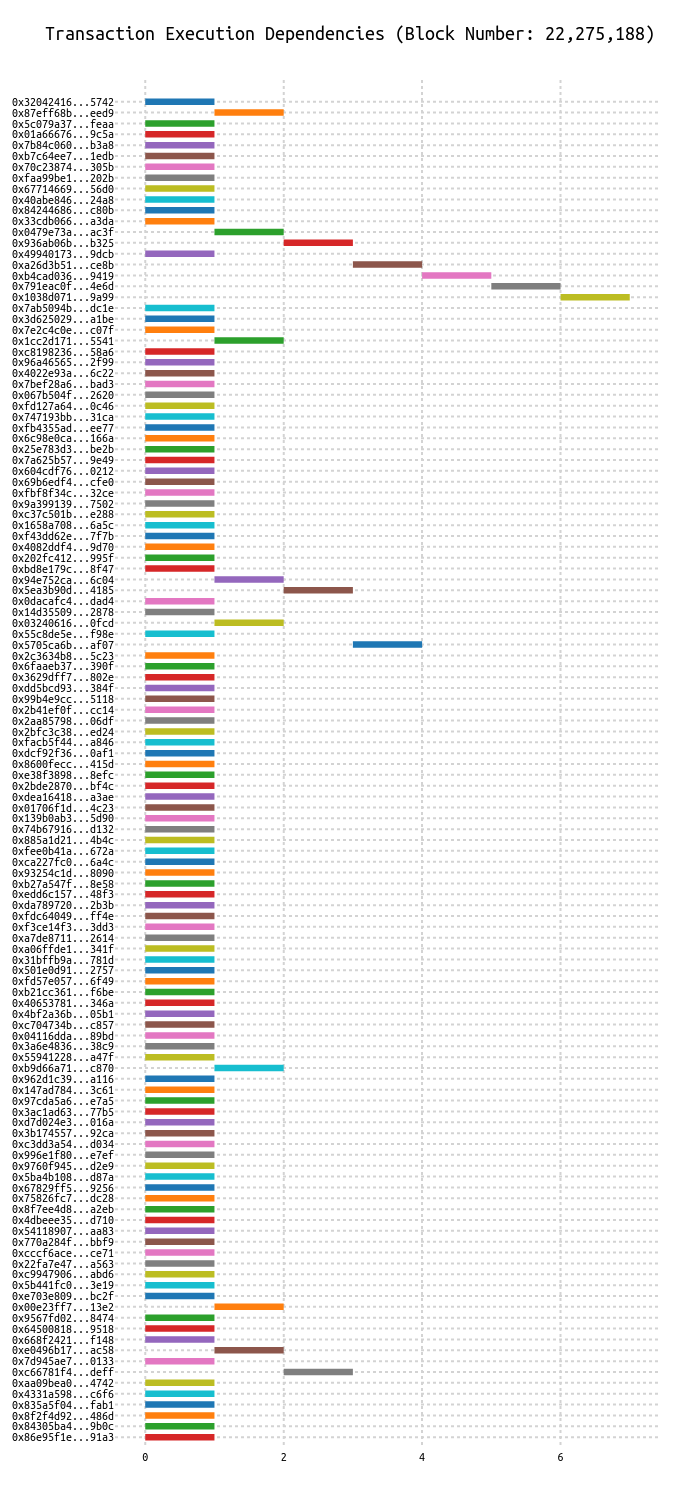 Transaction Execution Dependencies (Block Number: 22,275,188)
0x32042416...5742
0x87eff68b...eed9
0x5c079a37...feaa
0x01a66676...9c5a
0x7b84c060...b3a8
0xb7c64ee7...1edb
0x70c23874...305b
0xfaa99be1...202b
0x67714669...56d0
0x40abe846...24a8
0x84244686...c80b
0x33cdb066...a3da
0x0479e73a...ac3f
0x936ab06b...b325
0x49940173...9dcb
0xa26d3b51...ce8b
0xb4cad036...9419
0x791eac0f...4e6d
0x1038d071...9a99
0x7ab5094b...dc1e
0x3d625029...a1be
0x7e2c4c0e...c07f
0x1cc2d171...5541
0xc8198236...58a6
0x96a46565...2f99
0x4022e93a...6c22
0x7bef28a6...bad3
0x067b504f...2620
0xfd127a64...0c46
0x747193bb...31ca
0xfb4355ad...ee77
0x6c98e0ca...166a
0x25e783d3...be2b
0x7a625b57...9e49
0x604cdf76...0212
0x69b6edf4...cfe0
0xfbf8f34c...32ce
0x9a399139...7502
0xc37c501b...e288
0x1658a708...6a5c
0xf43dd62e...7f7b
0x4082ddf4...9d70
0x202fc412...995f
0xbd8e179c...8f47
0x94e752ca...6c04
0x5ea3b90d...4185
0x0dacafc4...dad4
0x14d35509...2878
0x03240616...0fcd
0x55c8de5e...f98e
0x5705ca6b...af07
0x2c3634b8...5c23
0x6faaeb37...390f
0x3629dff7...802e
0xdd5bcd93...384f
0x99b4e9cc...5118
0x2b41ef0f...cc14
0x2aa85798...06df
0x2bfc3c38...ed24
0xfacb5f44...a846
0xdcf92f36...0af1
0x8600fecc...415d
0xe38f3898...8efc
0x2bde2870...bf4c
0xdea16418...a3ae
0x01706f1d...4c23
0x139b0ab3...5d90
0x74b67916...d132
0x885a1d21...4b4c
0xfee0b41a...672a
0xca227fc0...6a4c
0x93254c1d...8090
0xb27a547f...8e58
0xedd6c157...48f3
0xda789720...2b3b
0xfdc64049...ff4e
0xf3ce14f3...3dd3
0xa7de8711...2614
0xa06ffde1...341f
0x31bffb9a...781d
0x501e0d91...2757
0xfd57e057...6f49
0xb21cc361...f6be
0x40653781...346a
0x4bf2a36b...05b1
0xc704734b...c857
0x04116dda...89bd
0x3a6e4836...38c9
0x55941228...a47f
0xb9d66a71...c870
0x962d1c39...a116
0x147ad784...3c61
0x97cda5a6...e7a5
0x3ac1ad63...77b5
0xd7d024e3...016a
0x3b174557...92ca
0xc3dd3a54...d034
0x996e1f80...e7ef
0x9760f945...d2e9
0x5ba4b108...d87a
0x67829ff5...9256
0x75826fc7...dc28
0x8f7ee4d8...a2eb
0x4dbeee35...d710
0x54118907...aa83
0x770a284f...bbf9
0xcccf6ace...ce71
0x22fa7e47...a563
0xc9947906...abd6
0x5b441fc0...3e19
0xe703e809...bc2f
0x00e23ff7...13e2
0x9567fd02...8474
0x64500818...9518
0x668f2421...f148
0xe0496b17...ac58
0x7d945ae7...0133
0xc66781f4...deff
0xaa09bea0...4742
0x4331a598...c6f6
0x835a5f04...fab1
0x8f2f4d92...486d
0x84305ba4...9b0c
0x86e95f1e...91a3
0 2 4 6